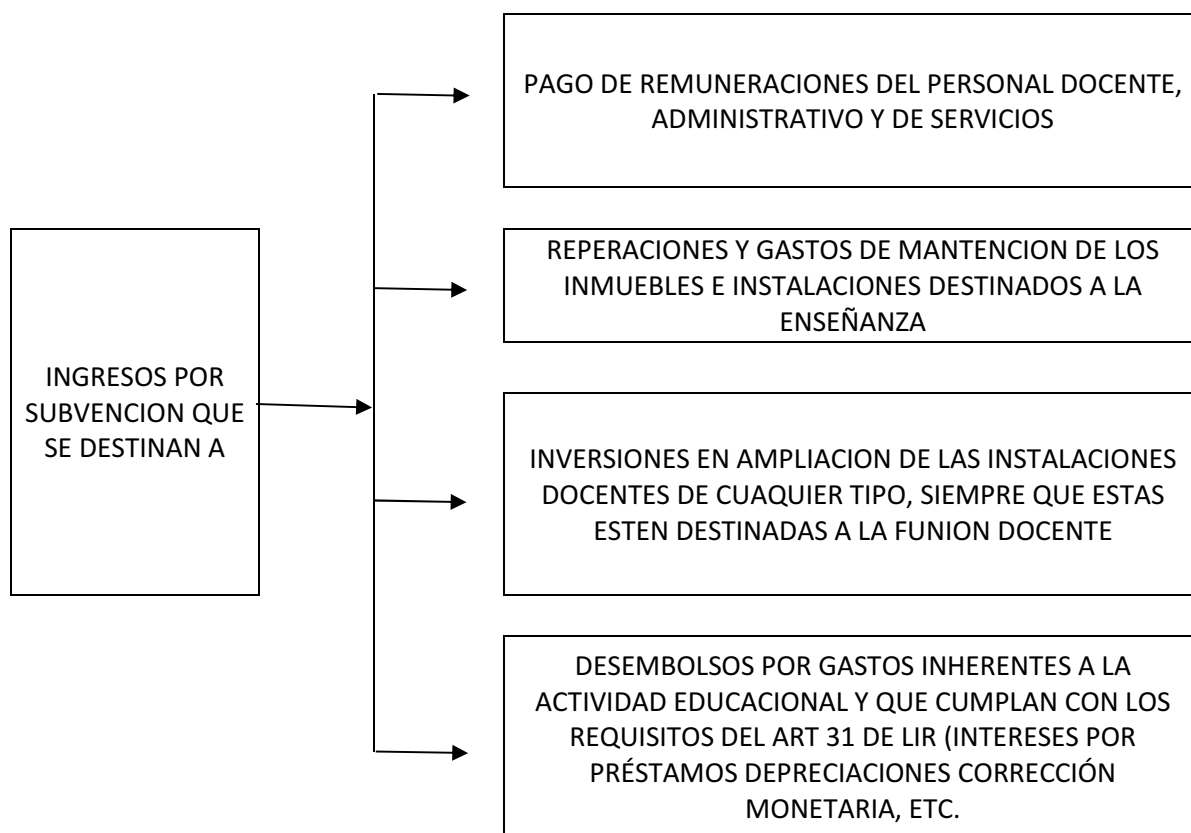 PAGO DE REMUNERACIONES DEL PERSONAL DOCENTE,
ADMINISTRATIVO Y DE SERVICIOS
REPERACIONES Y GASTOS DE MANTENCION DE LOS
INMUEBLES E INSTALACIONES DESTINADOS A LA
ENSEÑANZA
INGRESOS POR
SUBVENCION QUE
SE DESTINAN A
INVERSIONES EN AMPLIACION DE LAS INSTALACIONES
DOCENTES DE CUAQUIER TIPO, SIEMPRE QUE ESTAS
ESTEN DESTINADAS A LA FUNION DOCENTE
DESEMBOLSOS POR GASTOS INHERENTES A LA
ACTIVIDAD EDUCACIONAL Y QUE CUMPLAN CON LOS
REQUISITOS DEL ART 31 DE LIR (INTERESES POR
PRÉSTAMOS DEPRECIACIONES CORRECCIÓN
MONETARIA, ETC.